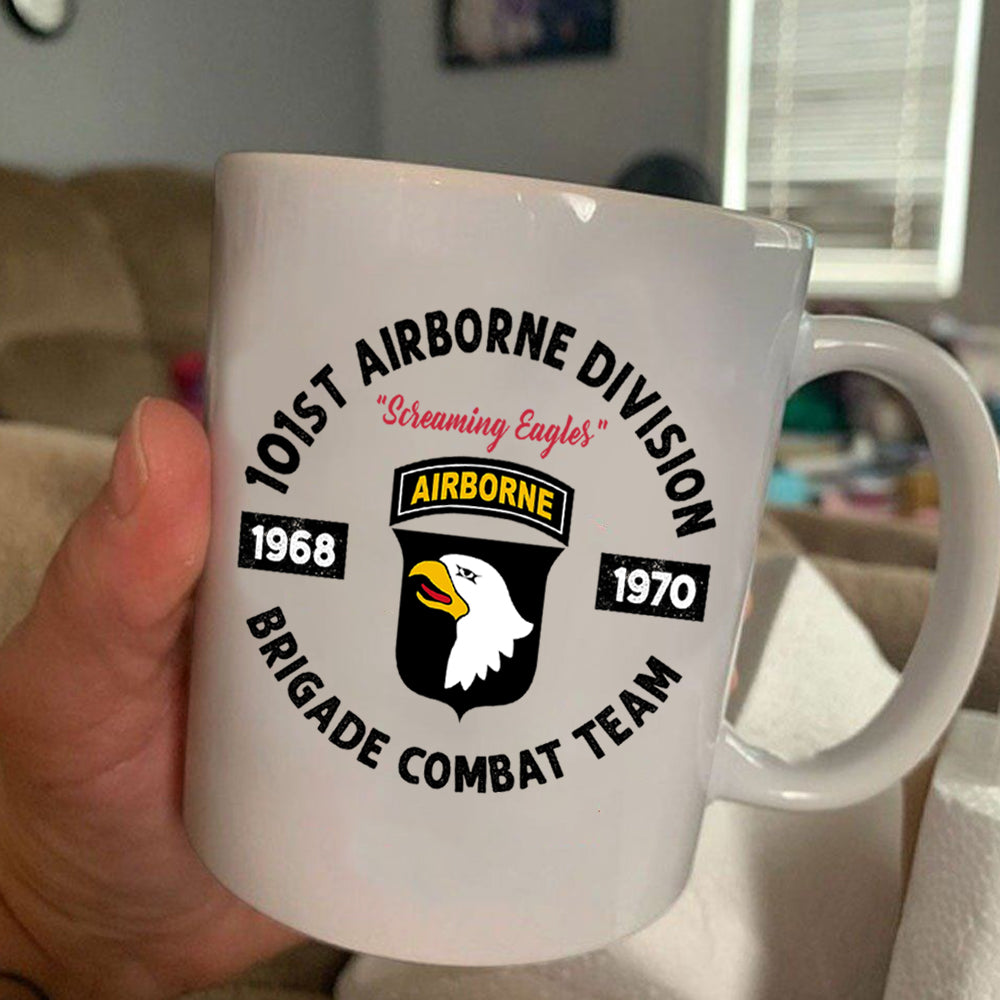 101ST AIRBORNE DIVISION
"Screaming Eagles"
AIRBORNE
1968
1970
BRIGADE COMBAT TEAM